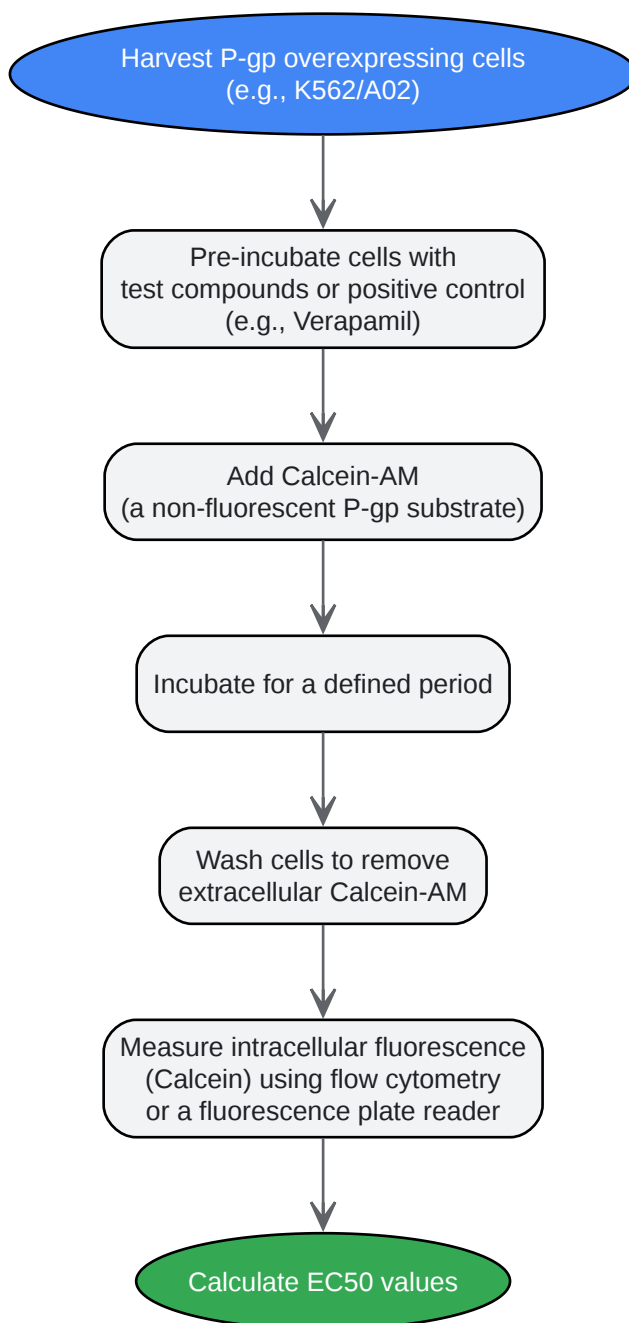 Harvest P-gp overexpressing cells
(e.g., K562/A02)
Pre-incubate cells with
test compounds or positive control
(e.g., Verapamil)
Add Calcein-AM
(a non-fluorescent P-gp substrate)
Incubate for a defined period
Wash cells to remove
extracellular Calcein-AM
Measure intracellular fluorescence
(Calcein) using flow cytometry
or a fluorescence plate reader
Calculate EC50 values